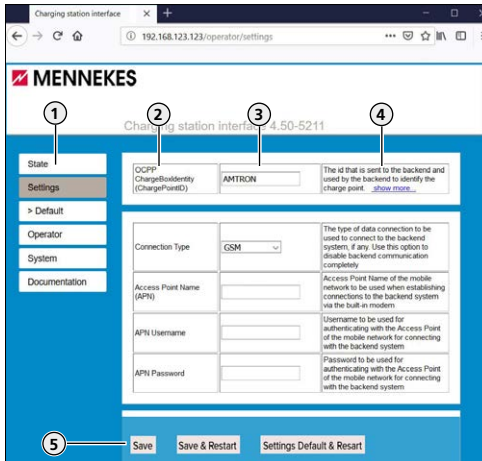 Charging station interface
192.168.123.123/operator/settings
MENNEKES
1
2
3
4
Charging station interface 4.50-5211
State
Settings
> Default
Operator
System
Documentation
OCPP
ChargeBoxIdentity
(ChargePointID)
AMTRON
The id that is sent to the backend and
used by the backend to identify the
charge point. show more...
Connection Type
GSM
The type of data connection to be
used to connect to the backend
system, if any. Use this option to
disable backend communication
completely
Access Point Name
(APN)
Access Point Name of the mobile
network to be used when establishing
connections to the backend system
via the built-in modem
APN Username
Username to be used for
authenticating with the Access Point
of the mobile network for connecting
with the backend system
APN Password
Password to be used for
authenticating with the Access Point
of the mobile network for connecting
with the backend system
5
Save
Save & Restart
Settings Default & Resart